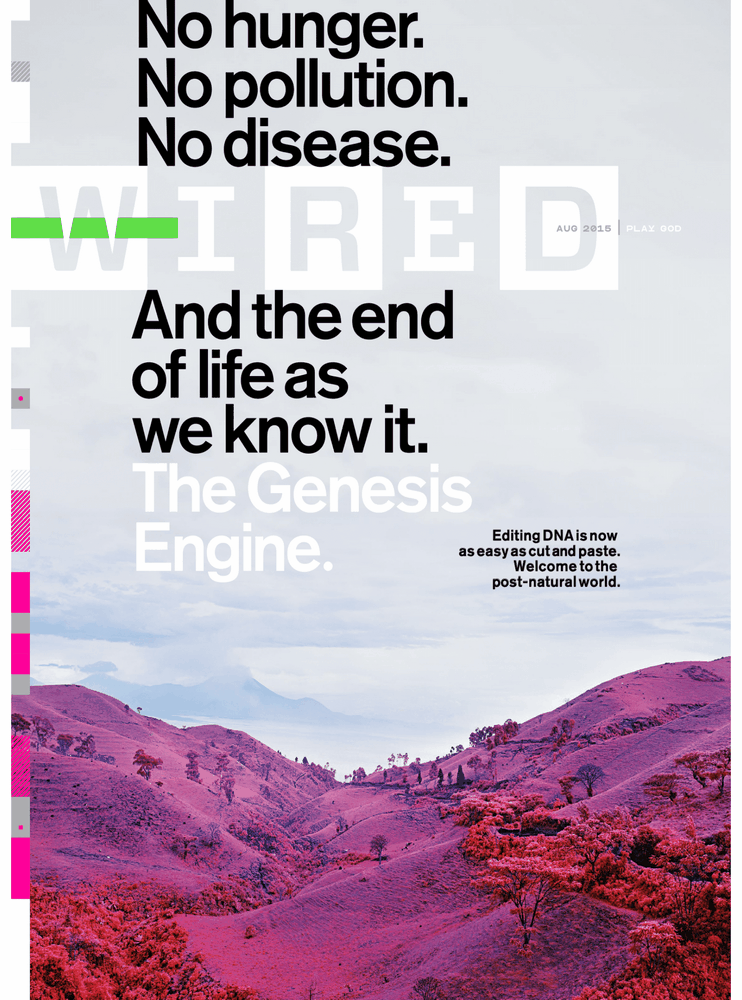 No hunger.
No pollution.
No disease.
WIRED
AUG 2015 | PLAY GOD
And the end
of life as
we know it.
The Genesis
Engine.
Editing DNA is now
as easy as cut and paste.
Welcome to the
post-natural world.